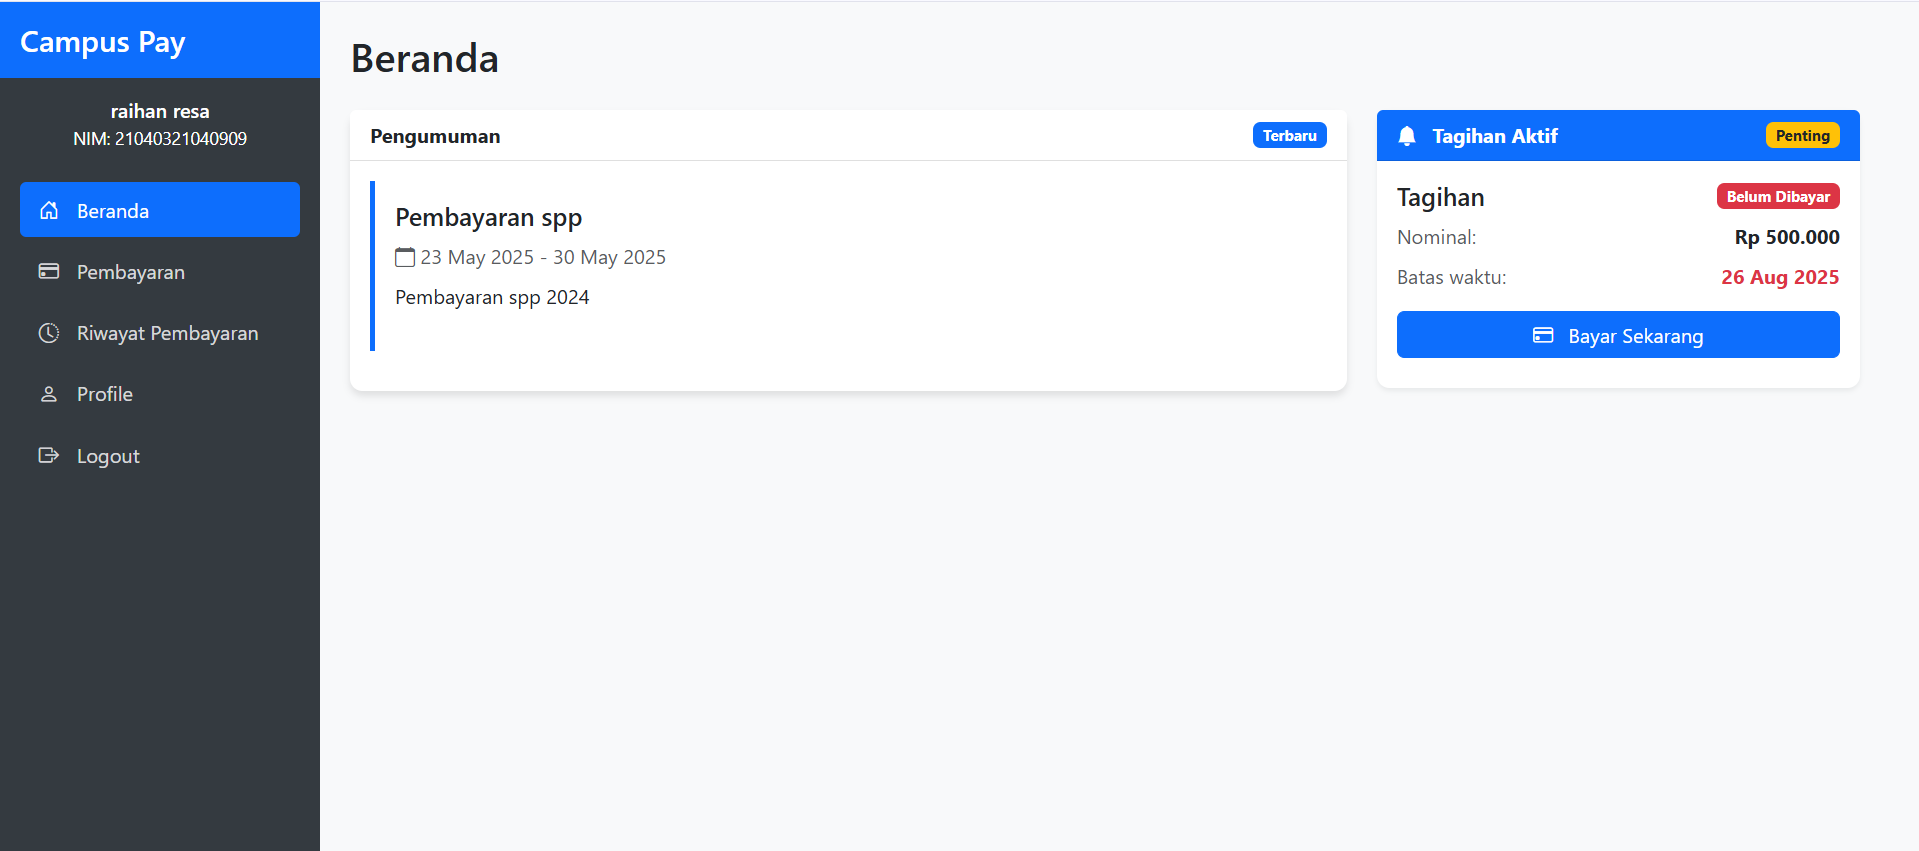 Campus Pay
raihan resa
NIM: 21040321040909
Beranda
Pembayaran
Riwayat Pembayaran
Profile
Logout
Beranda
Pengumuman
Terbaru
Pembayaran spp
23 May 2025 - 30 May 2025
Pembayaran spp 2024
Tagihan Aktif
Penting
Tagihan
Belum Dibayar
Nominal:
Rp 500.000
Batas waktu:
26 Aug 2025
Bayar Sekarang